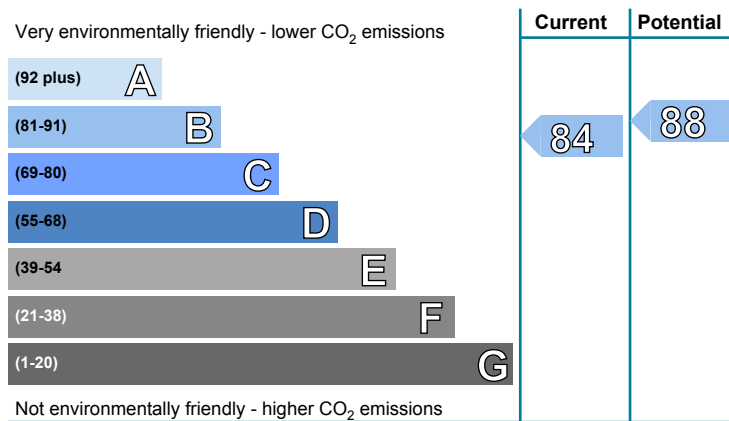 Current Potential
Very environmentally friendly - lower CO2 emissions
(92 plus) A
(81-91) B
84 88
(69-80) C
(55-68) D
(39-54 E
(21-38) F
(1-20) G
Not environmentally friendly - higher CO2 emissions